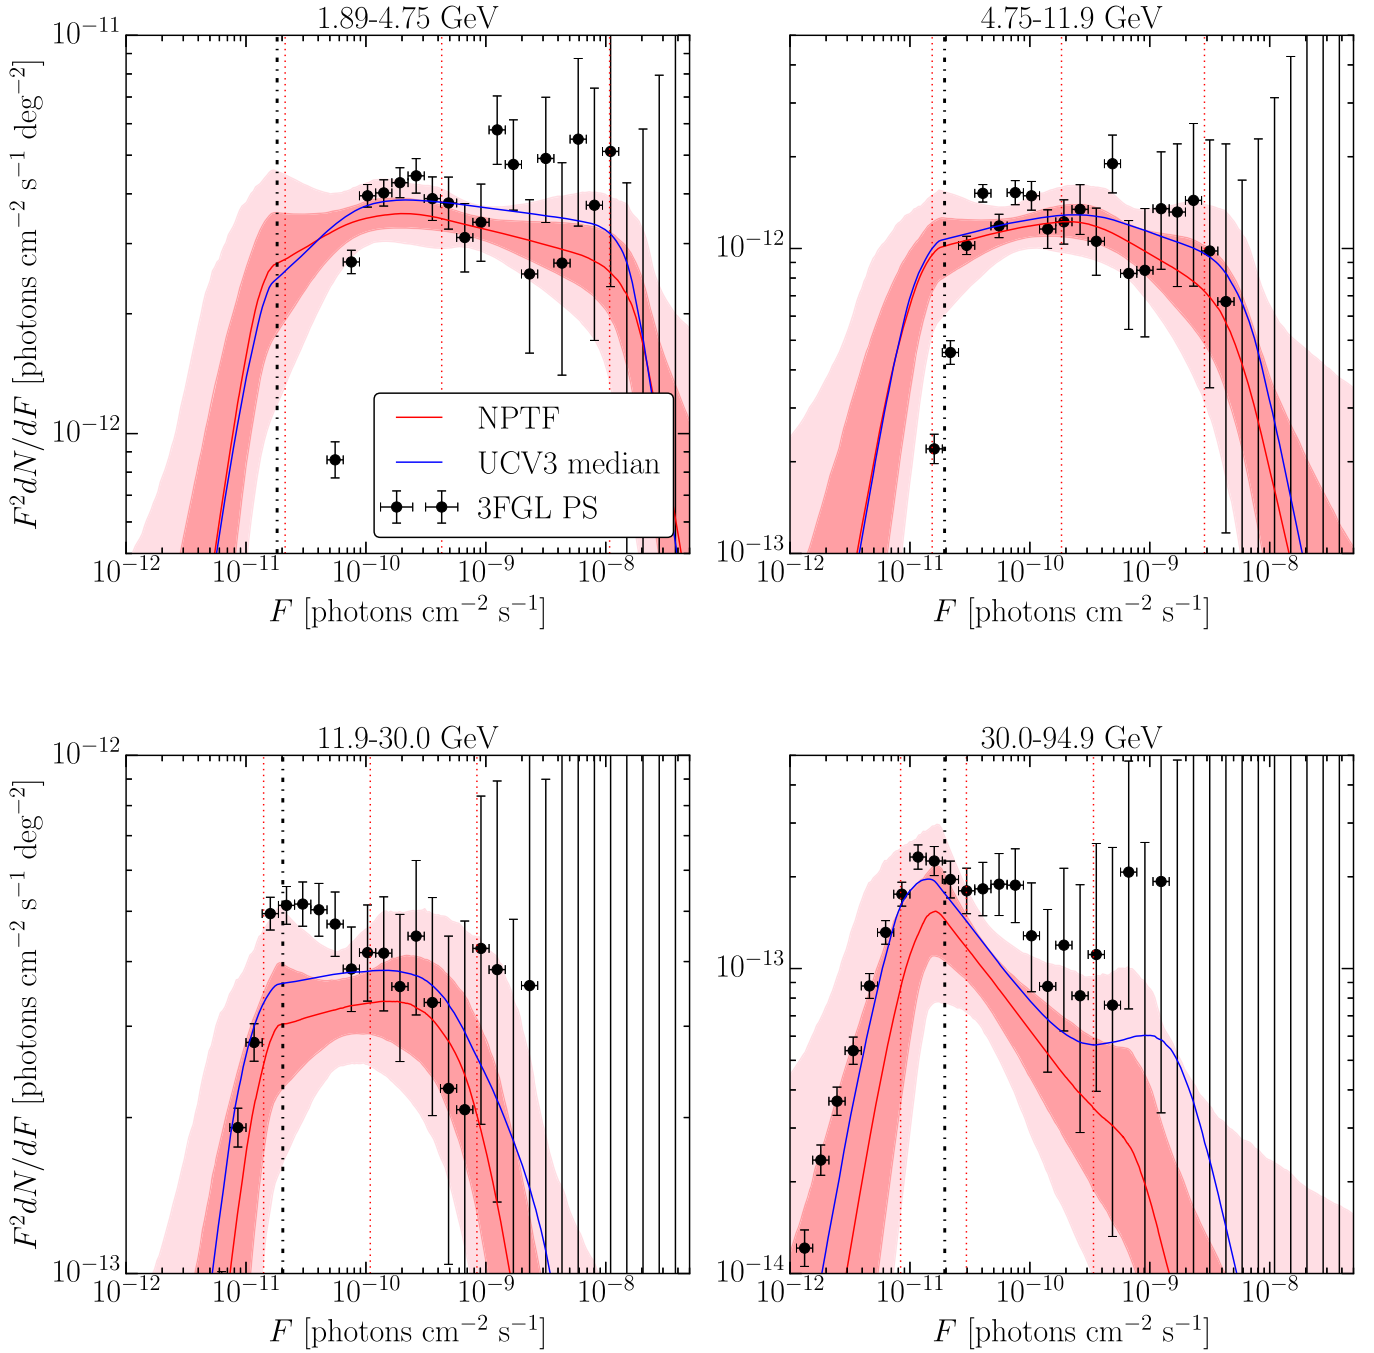 1.89-4.75 GeV
4.75-11.9 GeV
10⁻¹¹
10⁻¹²
F²dN/dF [photons cm⁻² s⁻¹ deg⁻²]
NPTF
UCV3 median
3FGL PS
10⁻¹² 10⁻¹¹ 10⁻¹⁰ 10⁻⁹ 10⁻⁸
F [photons cm⁻² s⁻¹]
10⁻¹²
10⁻¹³
10⁻¹² 10⁻¹¹ 10⁻¹⁰ 10⁻⁹ 10⁻⁸
F [photons cm⁻² s⁻¹]
11.9-30.0 GeV
30.0-94.9 GeV
10⁻¹²
10⁻¹³
F²dN/dF [photons cm⁻² s⁻¹ deg⁻²]
10⁻¹² 10⁻¹¹ 10⁻¹⁰ 10⁻⁹ 10⁻⁸
F [photons cm⁻² s⁻¹]
10⁻¹³
10⁻¹⁴
10⁻¹² 10⁻¹¹ 10⁻¹⁰ 10⁻⁹ 10⁻⁸
F [photons cm⁻² s⁻¹]